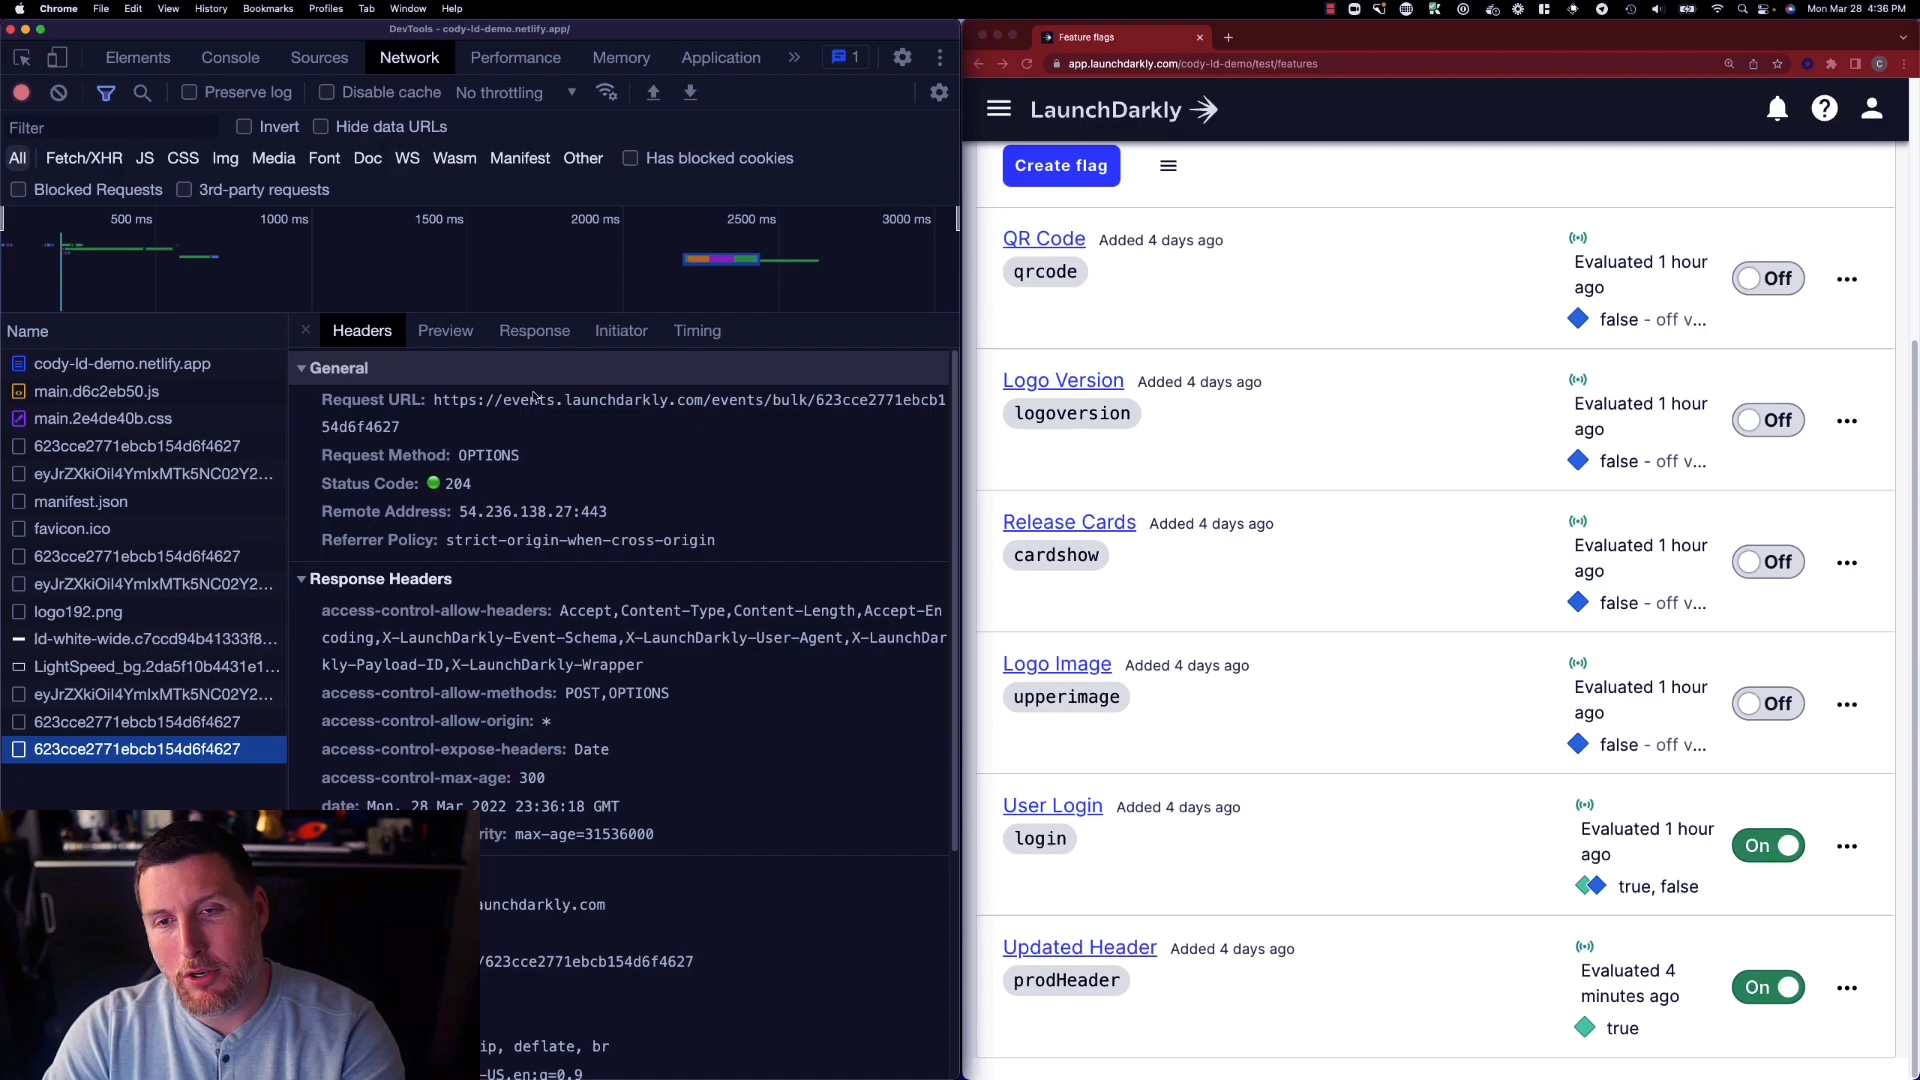 Chrome File Edit View History Bookmarks Profiles Tab Window Help
Mon Mar 28 4:36 PM
DevTools - cody-ld-demo.netlify.app/
Elements Console Sources Network Performance Memory Application » 1
Preserve log Disable cache No throttling
Filter Invert Hide data URLs
All Fetch/XHR JS CSS Img Media Font Doc WS Wasm Manifest Other Has blocked cookies
Blocked Requests 3rd-party requests
500 ms 1000 ms 1500 ms 2000 ms 2500 ms 3000 ms
Name
cody-ld-demo.netlify.app
main.d6c2eb50.js
main.2e4de40b.css
623cce2771ebcb154d6f4627
eyJrZXkiOiI4YmIxMTk5NC02Y2...
manifest.json
favicon.ico
623cce2771ebcb154d6f4627
eyJrZXkiOiI4YmIxMTk5NC02Y2...
logo192.png
ld-white-wide.c7ccd94b41333f8...
LightSpeed_bg.2da5f10b4431e1...
eyJrZXkiOiI4YmIxMTk5NC02Y2...
623cce2771ebcb154d6f4627
623cce2771ebcb154d6f4627
Headers Preview Response Initiator Timing
General
Request URL: https://events.launchdarkly.com/events/bulk/623cce2771ebcb1
54d6f4627
Request Method: OPTIONS
Status Code: 204
Remote Address: 54.236.138.27:443
Referrer Policy: strict-origin-when-cross-origin
Response Headers
access-control-allow-headers: Accept,Content-Type,Content-Length,Accept-En
coding,X-LaunchDarkly-Event-Schema,X-LaunchDarkly-User-Agent,X-LaunchDar
kly-Payload-ID,X-LaunchDarkly-Wrapper
access-control-allow-methods: POST,OPTIONS
access-control-allow-origin: *
access-control-expose-headers: Date
access-control-max-age: 300
date: Mon, 28 Mar 2022 23:36:18 GMT
rity: max-age=31536000
aunchdarkly.com
/623cce2771ebcb154d6f4627
ip, deflate, br
-US,en;q=0.9
Feature flags
app.launchdarkly.com/cody-ld-demo/test/features
C
LaunchDarkly
Create flag
QR Code Added 4 days ago
qrcode
Evaluated 1 hour
ago
false - off v...
Off
Logo Version Added 4 days ago
logoversion
Evaluated 1 hour
ago
false - off v...
Off
Release Cards Added 4 days ago
cardshow
Evaluated 1 hour
ago
false - off v...
Off
Logo Image Added 4 days ago
upperimage
Evaluated 1 hour
ago
false - off v...
Off
User Login Added 4 days ago
login
Evaluated 1 hour
ago
true, false
On
Updated Header Added 4 days ago
prodHeader
Evaluated 4
minutes ago
true
On